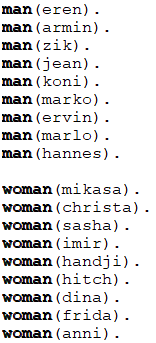 man(eren).
man(armin).
man(zik).
man(jean).
man(koni).
man(marko).
man(ervin).
man(marlo).
man(hannes).

woman(mikasa).
woman(christa).
woman(sasha).
woman(imir).
woman(handji).
woman(hitch).
woman(dina).
woman(frida).
woman(anni).